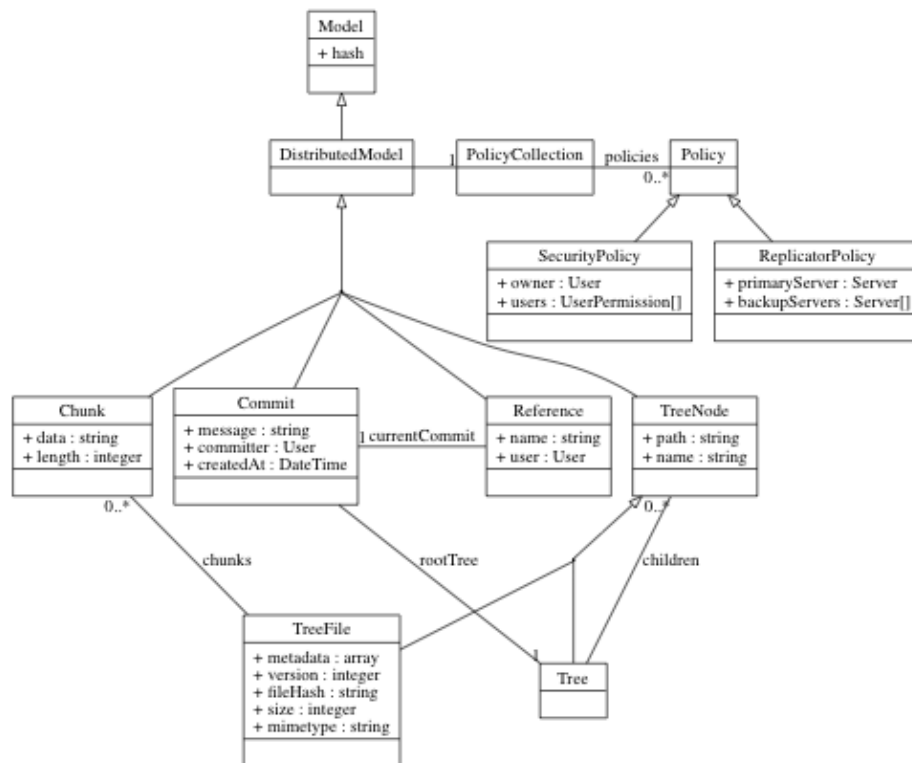 Model
+ hash
DistributedModel
1
PolicyCollection
policies
0..*
Policy
SecurityPolicy
+ owner : User
+ users : UserPermission[]
ReplicatorPolicy
+ primaryServer : Server
+ backupServers : Server[]
Chunk
+ data : string
+ length : integer
Commit
+ message : string
+ committer : User
+ createdAt : DateTime
1
currentCommit
Reference
+ name : string
+ user : User
TreeNode
+ path : string
+ name : string
0..*
0..*
chunks
rootTree
children
TreeFile
+ metadata : array
+ version : integer
+ fileHash : string
+ size : integer
+ mimetype : string
1
Tree